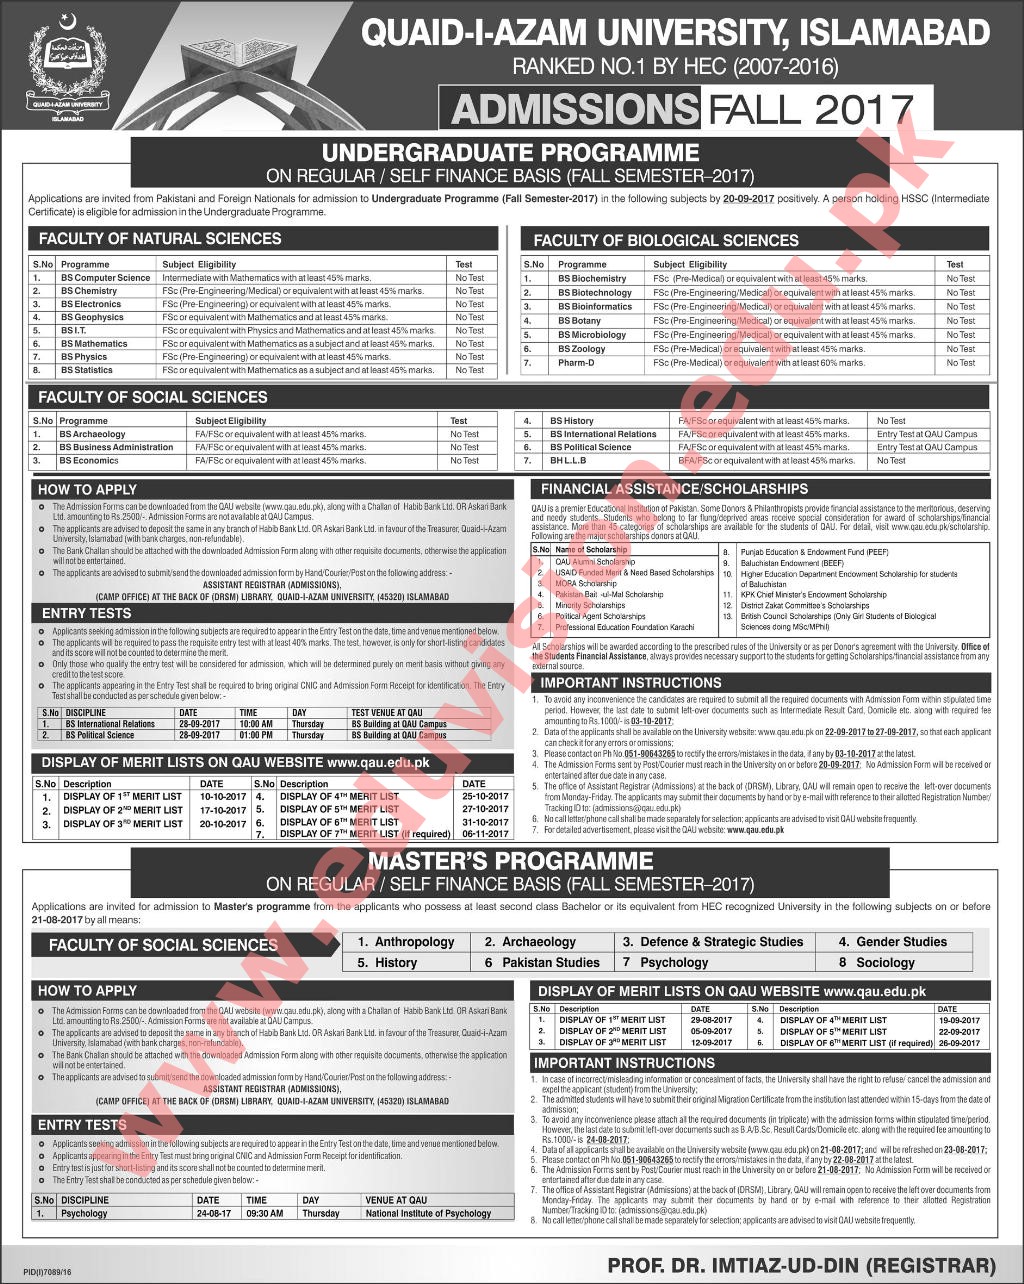 QUAID-I-AZAM UNIVERSITY
ISLAMABAD
QUAID-I-AZAM UNIVERSITY, ISLAMABAD
RANKED NO.1 BY HEC (2007-2016)
ADMISSIONS FALL 2017
UNDERGRADUATE PROGRAMME
ON REGULAR / SELF FINANCE BASIS (FALL SEMESTER–2017)
Applications are invited from Pakistani and Foreign Nationals for admission to Undergraduate Programme (Fall Semester-2017) in the following subjects by 20-09-2017 positively. A person holding HSSC (Intermediate
Certificate) is eligible for admission in the Undergraduate Programme.
FACULTY OF NATURAL SCIENCES
S.No Programme Subject Eligibility Test
1. BS Computer Science Intermediate with Mathematics with at least 45% marks. No Test
2. BS Chemistry FSc (Pre-Engineering/Medical) or equivalent with at least 45% marks. No Test
3. BS Electronics FSc (Pre-Engineering) or equivalent with at least 45% marks. No Test
4. BS Geophysics FSc or equivalent with Mathematics and at least 45% marks. No Test
5. BS I.T. FSc or equivalent with Physics and Mathematics and at least 45% marks. No Test
6. BS Mathematics FSc or equivalent with Mathematics as a subject and at least 45% marks. No Test
7. BS Physics FSc (Pre-Engineering) or equivalent with at least 45% marks. No Test
8. BS Statistics FSc or equivalent with Mathematics as a subject and at least 45% marks. No Test
FACULTY OF BIOLOGICAL SCIENCES
S.No Programme Subject Eligibility Test
1. BS Biochemistry FSc (Pre-Medical) or equivalent with at least 45% marks. No Test
2. BS Biotechnology FSc (Pre-Engineering/Medical) or equivalent with at least 45% marks. No Test
3. BS Bioinformatics FSc (Pre-Engineering/Medical) or equivalent with at least 45% marks. No Test
4. BS Botany FSc (Pre-Engineering/Medical) or equivalent with at least 45% marks. No Test
5. BS Microbiology FSc (Pre-Engineering/Medical) or equivalent with at least 45% marks. No Test
6. BS Zoology FSc (Pre-Medical) or equivalent with at least 45% marks. No Test
7. Pharm-D FSc (Pre-Medical) or equivalent with at least 60% marks. No Test
FACULTY OF SOCIAL SCIENCES
S.No Programme Subject Eligibility Test
1. BS Archaeology FA/FSc or equivalent with at least 45% marks. No Test
2. BS Business Administration FA/FSc or equivalent with at least 45% marks. No Test
3. BS Economics FA/FSc or equivalent with at least 45% marks. No Test
4. BS History FA/FSc or equivalent with at least 45% marks. No Test
5. BS International Relations FA/FSc or equivalent with at least 45% marks. Entry Test at QAU Campus
6. BS Political Science FA/FSc or equivalent with at least 45% marks. Entry Test at QAU Campus
7. BH L.L.B BFA/FSc or equivalent with at least 45% marks. No Test
HOW TO APPLY
The Admission Forms can be downloaded from the QAU website (www.qau.edu.pk), along with a Challan of Habib Bank Ltd. OR Askari Bank
Ltd. amounting to Rs.2500/-. Admission Forms are not available at QAU Campus.
The applicants are advised to deposit the same in any branch of Habib Bank Ltd. OR Askari Bank Ltd. in favour of the Treasurer, Quaid-i-Azam
University, Islamabad (with bank charges, non-refundable).
The Bank Challan should be attached with the downloaded Admission Form along with other requisite documents, otherwise the application
will not be entertained.
The applicants are advised to submit/send the downloaded admission form by Hand/Courier/Post on the following address: -
ASSISTANT REGISTRAR (ADMISSIONS),
(CAMP OFFICE) AT THE BACK OF (DRSM) LIBRARY, QUAID-I-AZAM UNIVERSITY, (45320) ISLAMABAD
ENTRY TESTS
Applicants seeking admission in the following subjects are required to appear in the Entry Test on the date, time and venue mentioned below.
The applicants will be required to pass the requisite entry test with at least 40% marks. The test, however, is only for short-listing candidates
and its score will not be counted to determine the merit.
Only those who qualify the entry test will be considered for admission, which will be determined purely on merit basis without giving any
credit to the test score.
The applicants appearing in the Entry Test shall be required to bring original CNIC and Admission Form Receipt for identification. The Entry
Test shall be conducted as per schedule given below: -
S.No DISCIPLINE DATE TIME DAY TEST VENUE AT QAU
1. BS International Relations 28-09-2017 10:00 AM Thursday BS Building at QAU Campus
2. BS Political Science 28-09-2017 01:00 PM Thursday BS Building at QAU Campus
DISPLAY OF MERIT LISTS ON QAU WEBSITE www.qau.edu.pk
S.No Description DATE S.No Description DATE
1. DISPLAY OF 1ST MERIT LIST 10-10-2017 4. DISPLAY OF 4TH MERIT LIST 25-10-2017
2. DISPLAY OF 2ND MERIT LIST 17-10-2017 5. DISPLAY OF 5TH MERIT LIST 27-10-2017
3. DISPLAY OF 3RD MERIT LIST 20-10-2017 6. DISPLAY OF 6TH MERIT LIST 31-10-2017
7. DISPLAY OF 7TH MERIT LIST (if required) 06-11-2017
FINANCIAL ASSISTANCE/SCHOLARSHIPS
QAU is a premier Educational Institution of Pakistan. Some Donors & Philanthropists provide financial assistance to the meritorious, deserving
and needy students. Students who belong to far flung/deprived areas receive special consideration for award of scholarships/financial
assistance. More than 45 categories of scholarships are available for the students of QAU. For detail, visit www.qau.edu.pk/scholarship.
Following are the major scholarships donors at QAU.
S.No Name of Scholarship
1. QAU Alumni Scholarship
2. USAID Funded Merit & Need Based Scholarships
3. MORA Scholarship
4. Pakistan Bait -ul-Mal Scholarship
5. Minority Scholarships
6. Political Agent Scholarships
7. Professional Education Foundation Karachi
8. Punjab Education & Endowment Fund (PEEF)
9. Baluchistan Endowment (BEEF)
10. Higher Education Department Endowment Scholarship for students
of Baluchistan
11. KPK Chief Minister's Endowment Scholarship
12. District Zakat Committee's Scholarships
13. British Council Scholarships (Only Girl Students of Biological
Sciences doing MSc/MPhil)
All Scholarships will be awarded according to the prescribed rules of the University or as per Donors agreement with the University. Office of
the Students Financial Assistance, always provides necessary support to the students for getting Scholarships/financial assistance from any
external source.
IMPORTANT INSTRUCTIONS
1. To avoid any inconvenience the candidates are required to submit all the required documents with Admission Form within stipulated time
period. However, the last date to submit left-over documents such as Intermediate Result Card, Domicile etc. along with required fee
amounting to Rs.1000/- is 03-10-2017;
2. Data of the applicants shall be available on the University website: www.qau.edu.pk on 22-09-2017 to 27-09-2017, so that each applicant
can check it for any errors or omissions;
3. Please contact on Ph No.051-90643265 to rectify the errors/mistakes in the data, if any by 03-10-2017 at the latest.
4. The Admission Forms sent by Post/Courier must reach in the University on or before 20-09-2017; No Admission Form will be received or
entertained after due date in any case.
5. The office of Assistant Registrar (Admissions) at the back of (DRSM), Library, QAU will remain open to receive the left-over documents
from Monday-Friday. The applicants may submit their documents by hand or by e-mail with reference to their allotted Registration Number/
Tracking ID to: (admissions@qau.edu.pk)
6. No call letter/phone call shall be made separately for selection; applicants are advised to visit QAU website frequently.
7. For detailed advertisement, please visit the QAU website: www.qau.edu.pk
MASTER'S PROGRAMME
ON REGULAR / SELF FINANCE BASIS (FALL SEMESTER–2017)
Applications are invited for admission to Master's programme from the applicants who possess at least second class Bachelor or its equivalent from HEC recognized University in the following subjects on or before
21-08-2017 by all means:
FACULTY OF SOCIAL SCIENCES
1. Anthropology 2. Archaeology 3. Defence & Strategic Studies 4. Gender Studies
5. History 6 Pakistan Studies 7 Psychology 8 Sociology
HOW TO APPLY
The Admission Forms can be downloaded from the QAU website (www.qau.edu.pk), along with a Challan of Habib Bank Ltd. OR Askari Bank
Ltd. amounting to Rs.2500/-. Admission Forms are not available at QAU Campus.
The applicants are advised to deposit the same in any branch of Habib Bank Ltd. OR Askari Bank Ltd. in favour of the Treasurer, Quaid-i-Azam
University, Islamabad (with bank charges, non-refundable).
The Bank Challan should be attached with the downloaded Admission Form along with other requisite documents, otherwise the application
will not be entertained.
The applicants are advised to submit/send the downloaded admission form by Hand/Courier/Post on the following address: -
ASSISTANT REGISTRAR (ADMISSIONS),
(CAMP OFFICE) AT THE BACK OF (DRSM) LIBRARY, QUAID-I-AZAM UNIVERSITY, (45320) ISLAMABAD
ENTRY TESTS
Applicants seeking admission in the following subjects are required to appear in the Entry Test on the date, time and venue mentioned below.
Applicants appearing in the Entry Test must bring original CNIC and Admission Form Receipt for identification.
Entry test is just for short-listing and its score shall not be counted to determine merit.
The Entry Test shall be conducted as per schedule given below: -
S.No DISCIPLINE DATE TIME DAY VENUE AT QAU
1. Psychology 24-08-17 09:30 AM Thursday National Institute of Psychology
DISPLAY OF MERIT LISTS ON QAU WEBSITE www.qau.edu.pk
S.No Description DATE S.No Description DATE
1. DISPLAY OF 1ST MERIT LIST 29-08-2017 4. DISPLAY OF 4TH MERIT LIST 19-09-2017
2. DISPLAY OF 2ND MERIT LIST 05-09-2017 5. DISPLAY OF 5TH MERIT LIST 22-09-2017
3. DISPLAY OF 3RD MERIT LIST 12-09-2017 6. DISPLAY OF 6TH MERIT LIST (if required) 26-09-2017
IMPORTANT INSTRUCTIONS
1. In case of incorrect/misleading information or concealment of facts, the University shall have the right to refuse/ cancel the admission and
expel the applicant (student) from the University;
2. The admitted students will have to submit their original Migration Certificate from the institution last attended within 15-days from the date of
admission;
3. To avoid any inconvenience please attach all the required documents (in triplicate) with the admission forms within stipulated time/period.
However, the last date to submit left-over documents such as B.A/B.Sc. Result Cards/Domicile etc. along with the required fee amounting to
Rs.1000/- is 24-08-2017;
4. Data of all applicants shall be available on the University website (www.qau.edu.pk) on 21-08-2017; and will be refreshed on 23-08-2017;
5. Please contact on Ph No.051-90643265 to rectify the errors/mistakes in the data, if any by 22-08-2017 at the latest.
6. The Admission Forms sent by Post/Courier must reach in the University on or before 21-08-2017; No Admission Form will be received or
entertained after due date in any case.
7. The office of Assistant Registrar (Admissions) at the back of (DRSM), Library, QAU will remain open to receive the left over documents from
Monday-Friday. The applicants may submit their documents by hand or by e-mail with reference to their allotted Registration
Number/Tracking ID to: (admissions@qau.edu.pk)
8. No call letter/phone call shall be made separately for selection; applicants are advised to visit QAU website frequently.
PID(I)7089/16
PROF. DR. IMTIAZ-UD-DIN (REGISTRAR)
www.eduvision.edu.pk